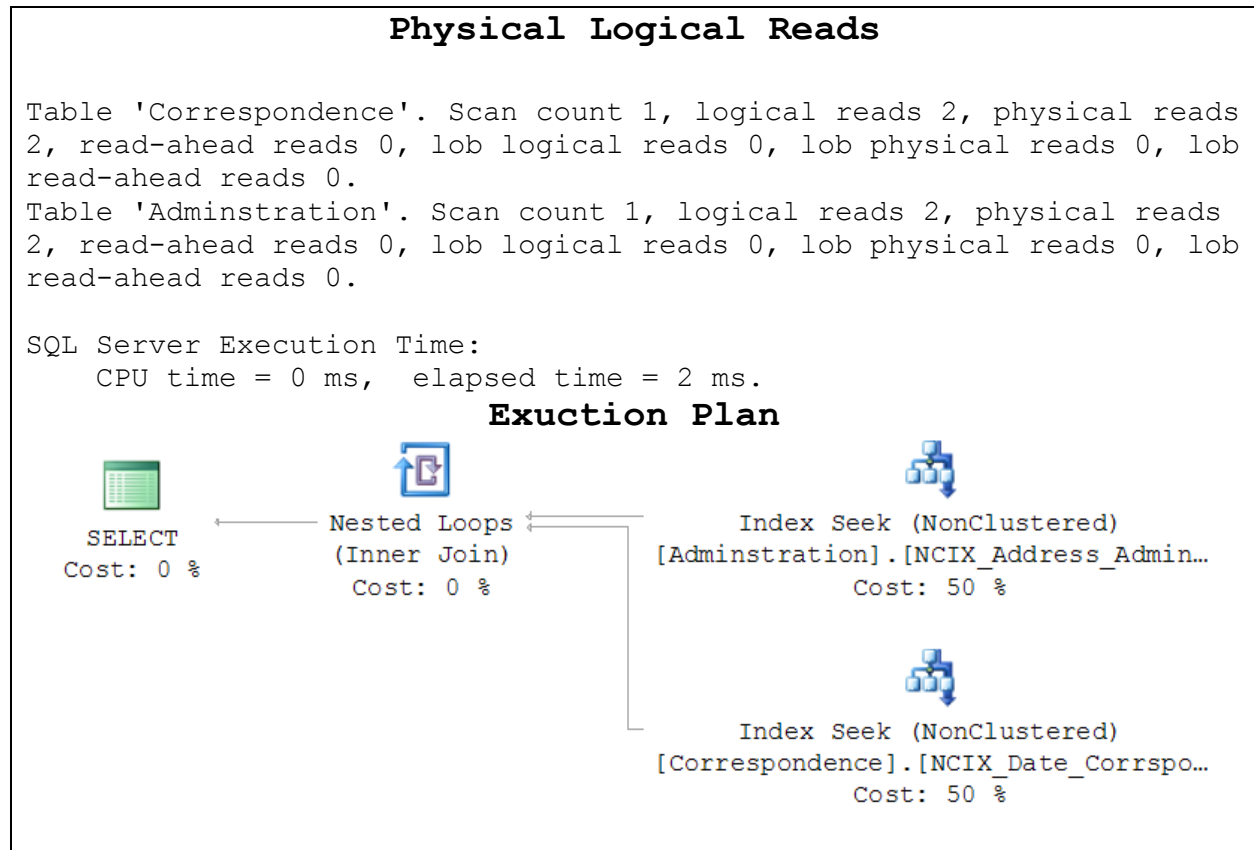 Physical Logical Reads
Table 'Correspondence'. Scan count 1, logical reads 2, physical reads
2, read-ahead reads 0, lob logical reads 0, lob physical reads 0, lob
read-ahead reads 0.
Table 'Adminstration'. Scan count 1, logical reads 2, physical reads
2, read-ahead reads 0, lob logical reads 0, lob physical reads 0, lob
read-ahead reads 0.
SQL Server Execution Time:
CPU time = 0 ms, elapsed time = 2 ms.
Exuction Plan
SELECT
Cost: 0 %
Nested Loops
(Inner Join)
Cost: 0 %
Index Seek (NonClustered)
[Adminstration].[NCIX_Address_Admin…
Cost: 50 %
Index Seek (NonClustered)
[Correspondence].[NCIX_Date_Corrspo…
Cost: 50 %